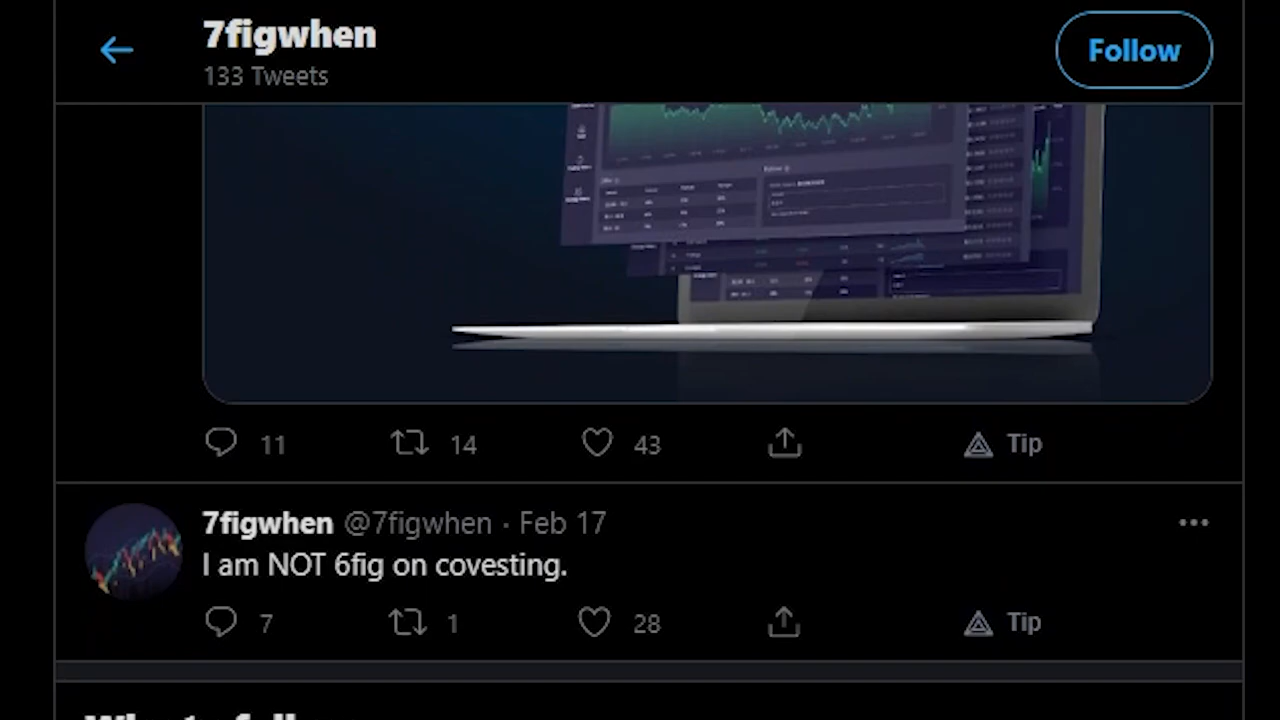 7figwhen
133 Tweets
Follow
11
14
43
Tip
7figwhen @7figwhen · Feb 17
I am NOT 6fig on covesting.
7
1
28
Tip